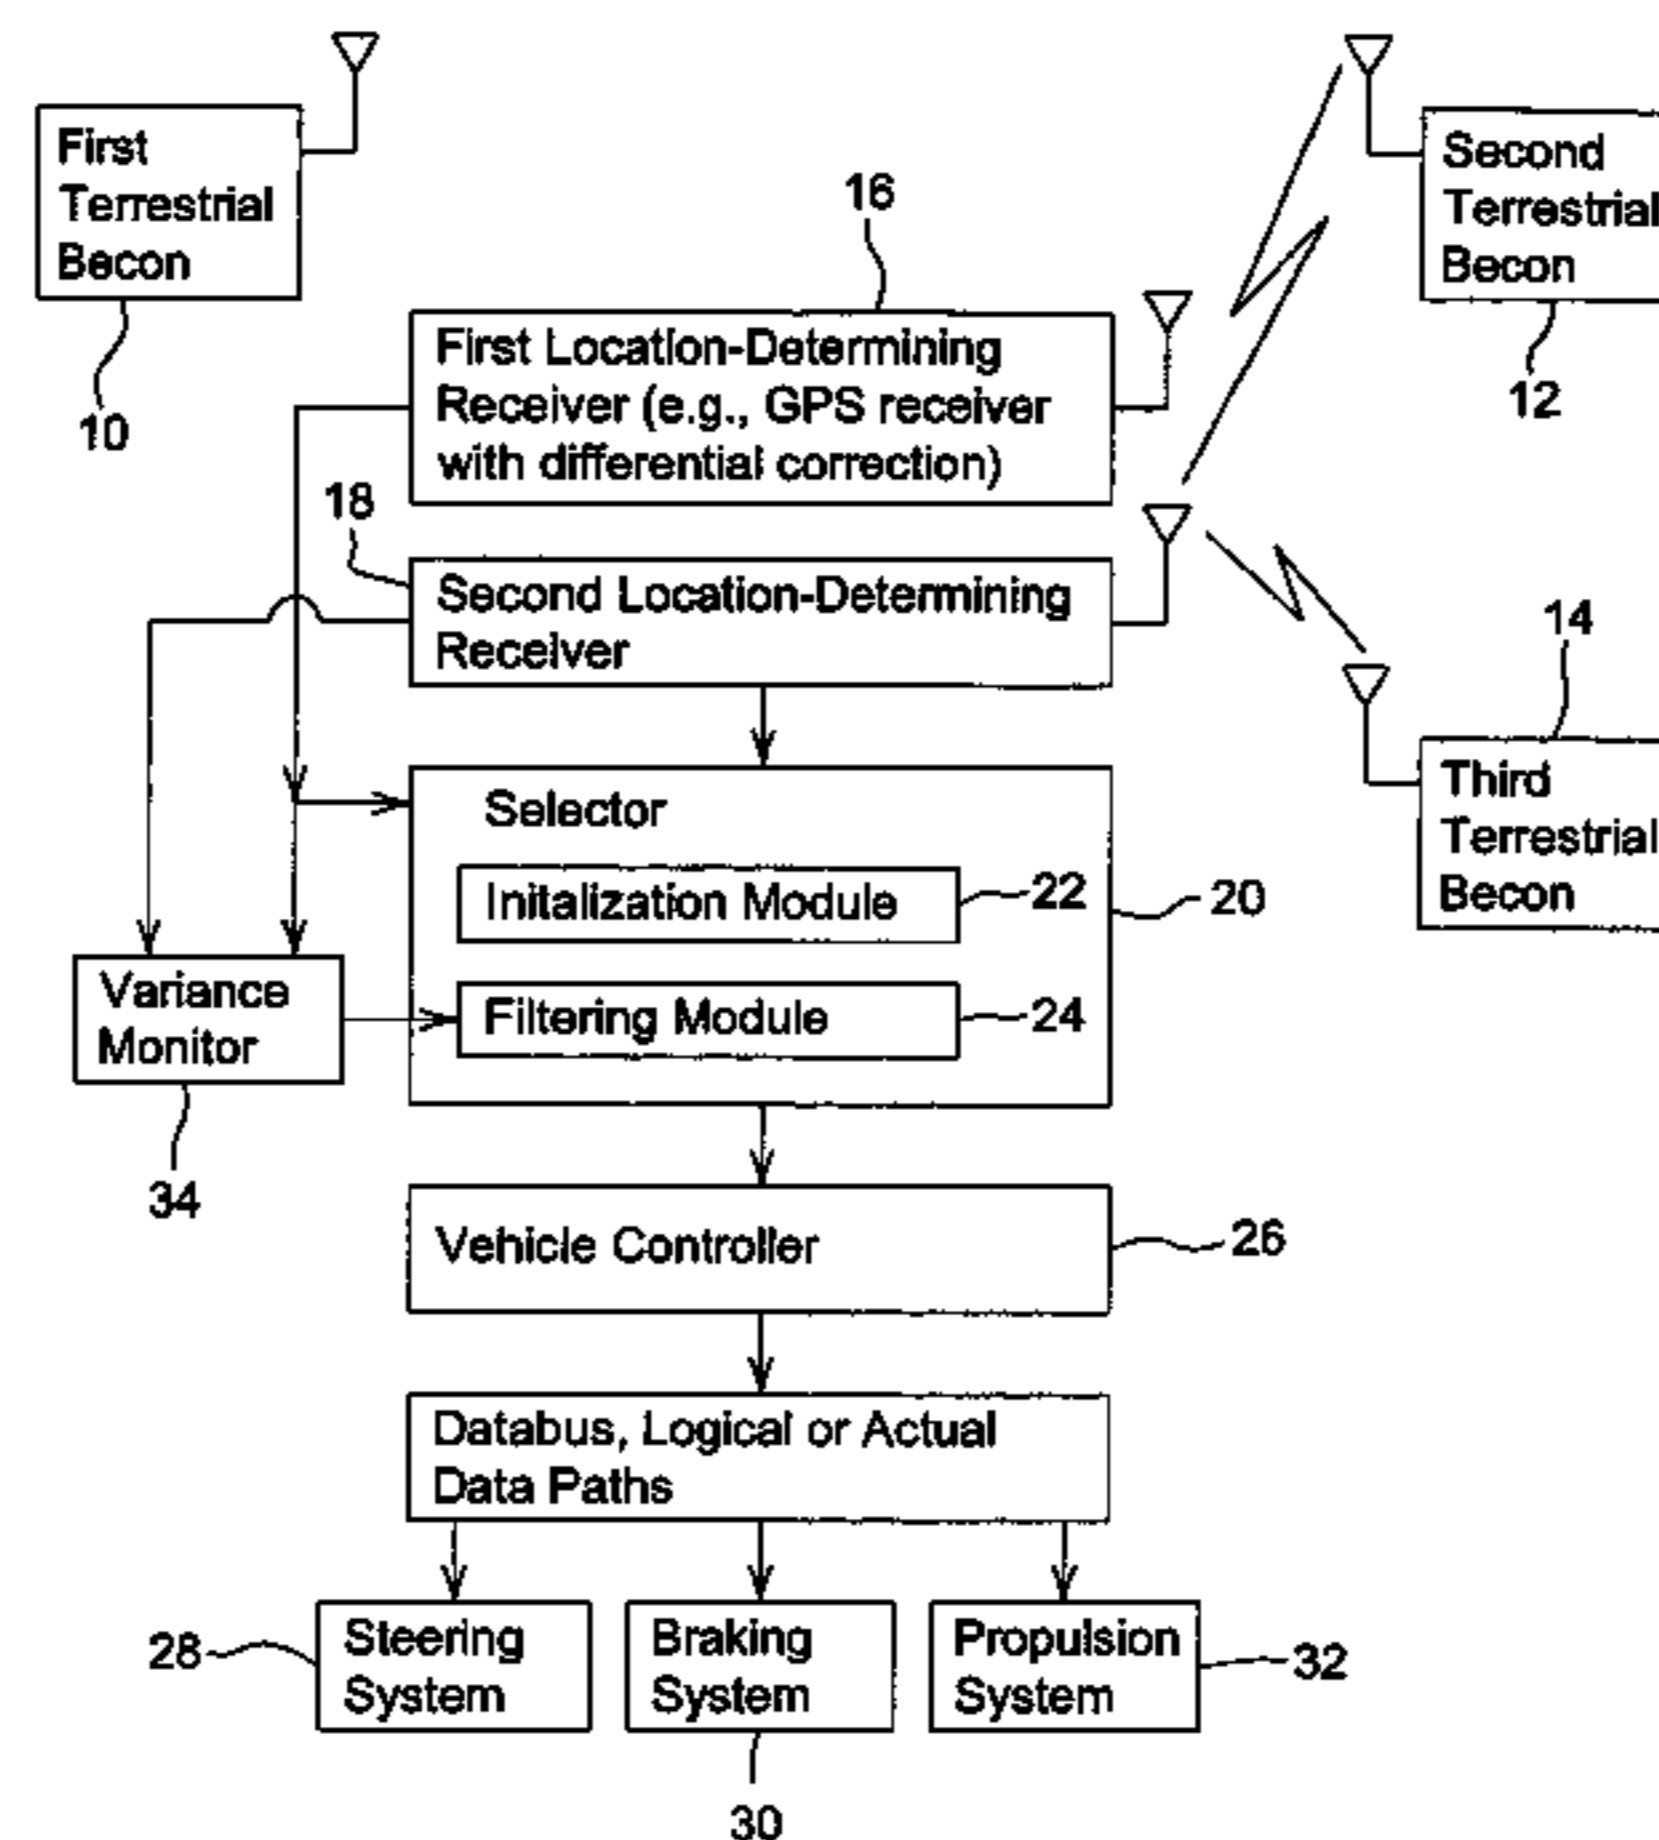 First
Terrestrial
Becon
10
Second
Terrestrial
Becon
12
16
First Location-Determining
Receiver (e.g., GPS receiver
with differential correction)
18
Second Location-Determining
Receiver
14
Third
Terrestrial
Becon
Selector
Initalization Module
22
20
Filtering Module
24
Variance
Monitor
34
Vehicle Controller
26
Databus, Logical or Actual
Data Paths
28
Steering
System
Braking
System
30
Propulsion
System
32